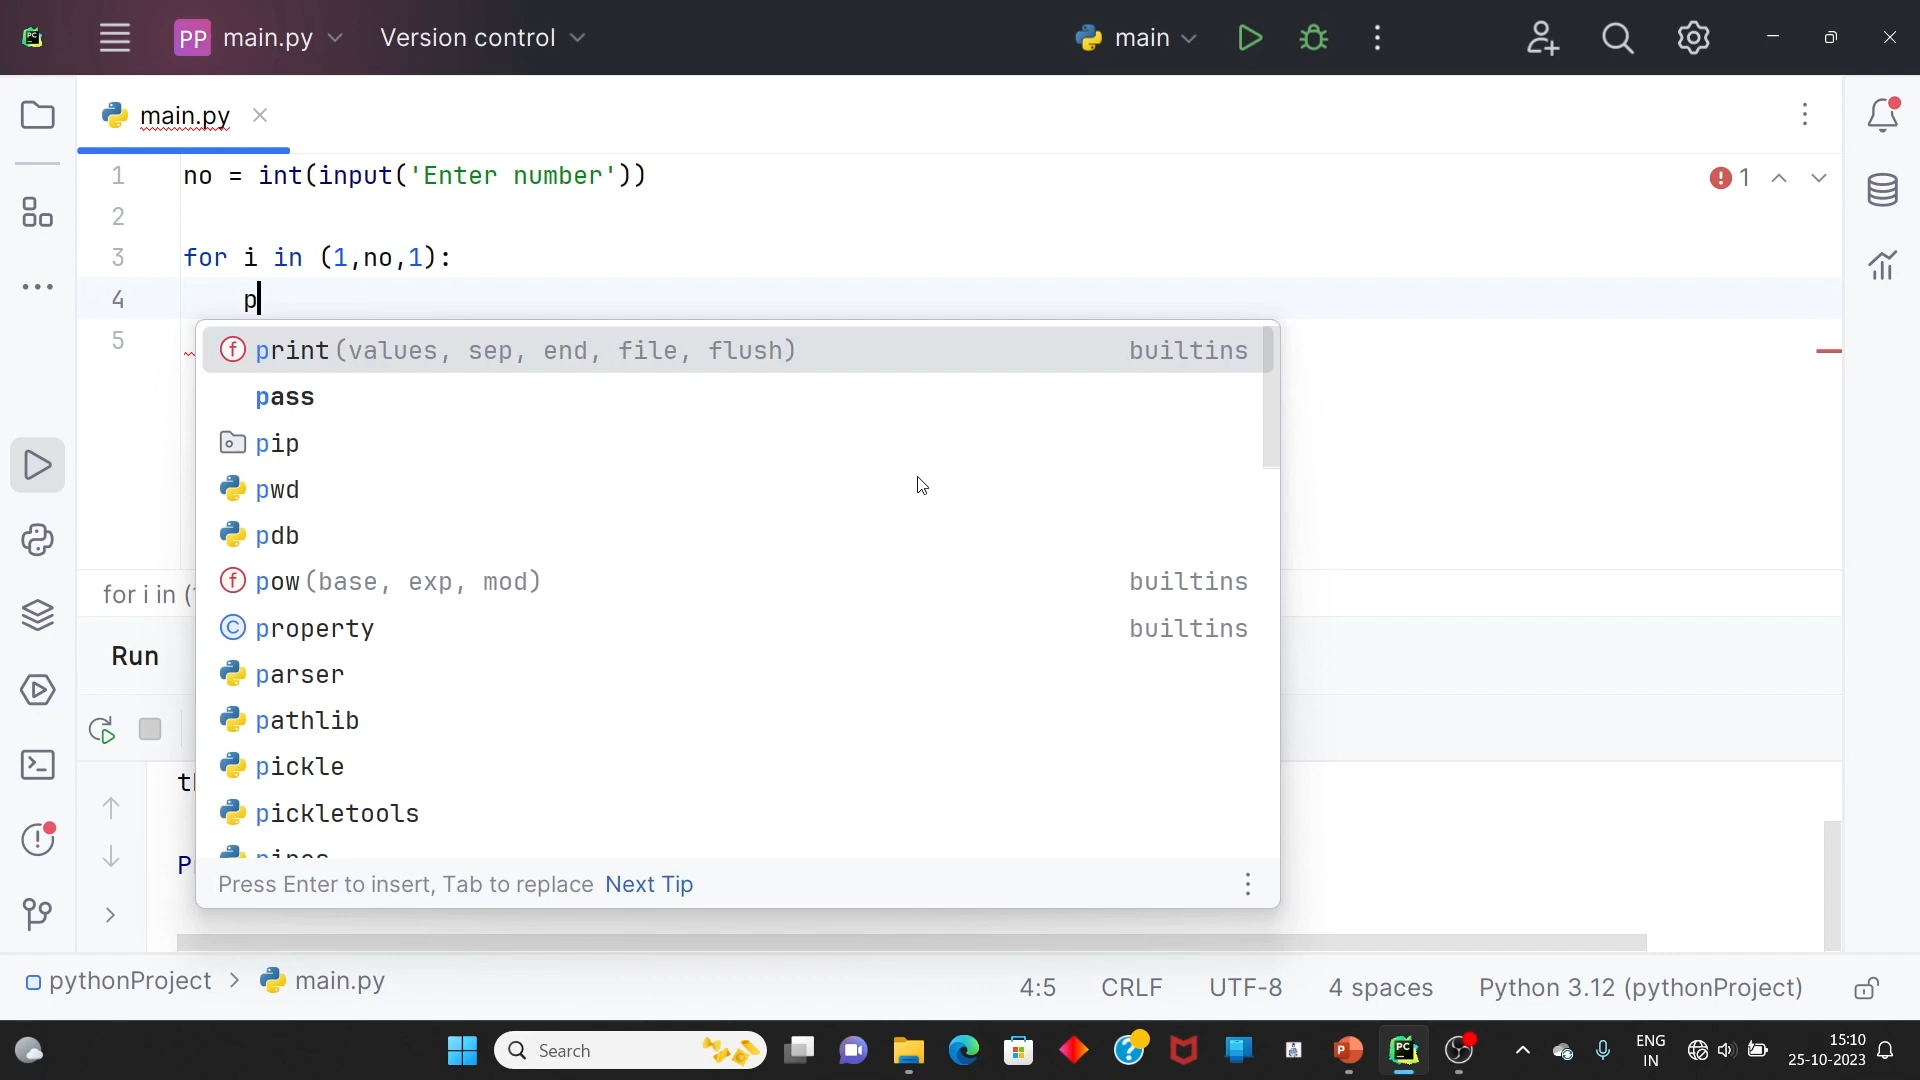 PC
PP main.py
Version control
main
main.py
1 no = int(input('Enter number'))
1
2
3 for i in (1,no,1):
4 p
5
print(values, sep, end, file, flush) builtins
pass
pip
pwd
pdb
pow(base, exp, mod) builtins
property builtins
parser
pathlib
pickle
pickletools
Press Enter to insert, Tab to replace Next Tip
for i in (
Run
pythonProject > main.py
4:5 CRLF UTF-8 4 spaces Python 3.12 (pythonProject)
Search
PC
ENG
IN
15:10
25-10-2023